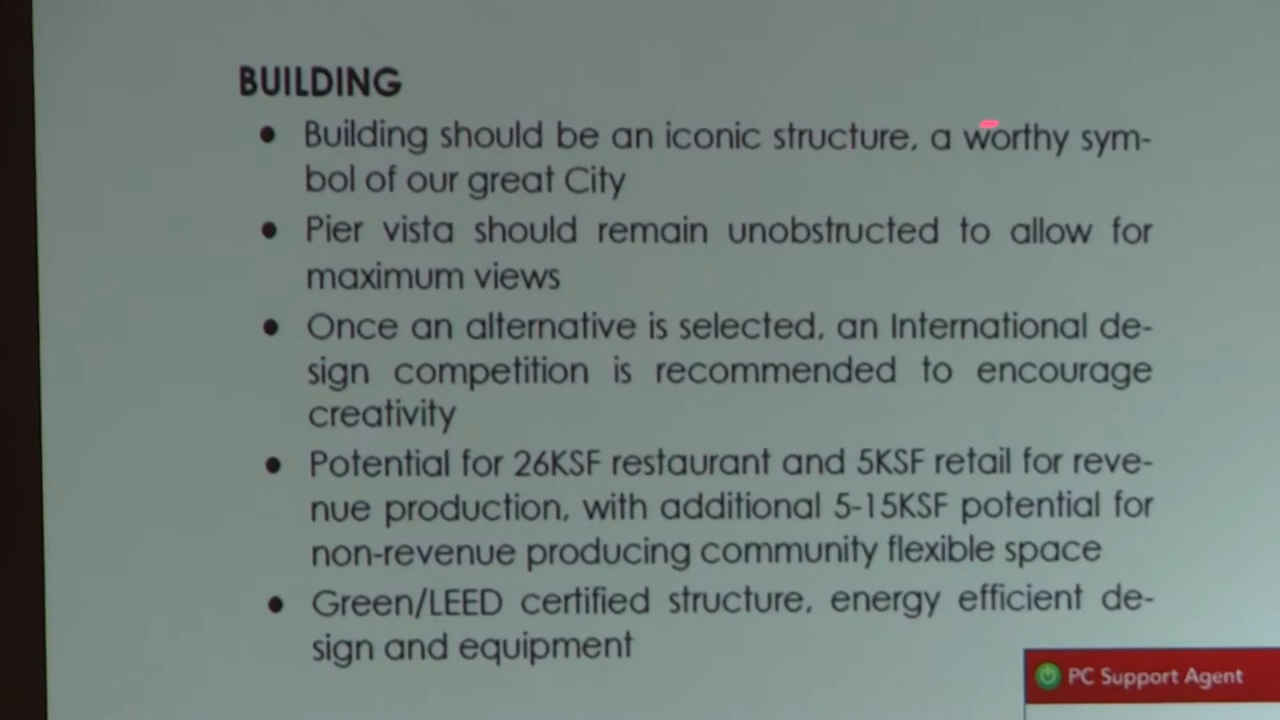 BUILDING
● Building should be an iconic structure, a worthy sym-
bol of our great City
● Pier vista should remain unobstructed to allow for
maximum views
● Once an alternative is selected, an International de-
sign competition is recommended to encourage
creativity
● Potential for 26KSF restaurant and 5KSF retail for reve-
nue production, with additional 5-15KSF potential for
non-revenue producing community flexible space
● Green/LEED certified structure, energy efficient de-
sign and equipment
PC Support Agent